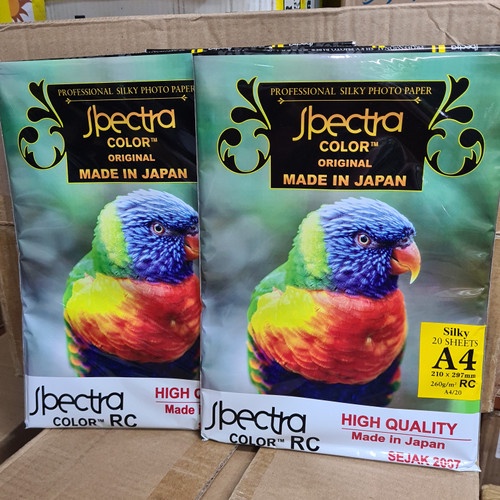 PROFESSIONAL SILKY PHOTO PAPER
Spectra
COLOR™
ORIGINAL
MADE IN JAPAN
Spectra
COLOR™ RC
HIGH Q
Made
PROFESSIONAL SILKY PHOTO PAPER
Spectra
COLOR™
ORIGINAL
MADE IN JAPAN
Silky
20 SHEETS
A4
210 x 297mm
260g/m² RC
A4/20
Spectra
COLOR™ RC
HIGH QUALITY
Made in Japan
SEJAK 2007